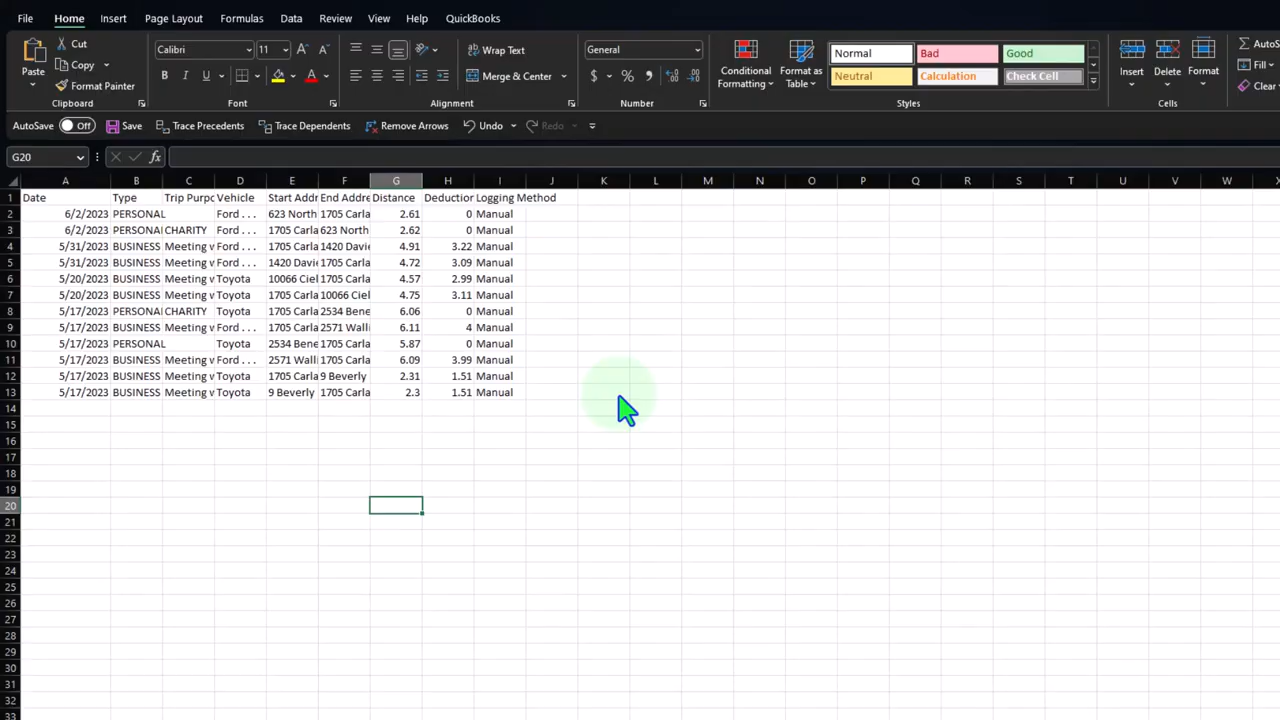 File Home Insert Page Layout Formulas Data Review View Help QuickBooks
Paste Cut Copy Format Painter Clipboard
Calibri 11 A A B I U A Font
Wrap Text Merge & Center Alignment
General $ % Number
Conditional Formatting Format as Table Normal Bad Good Neutral Calculation Check Cell Styles
Insert Delete Format Cells
Fill Clear
AutoSave Off Save Trace Precedents Trace Dependents Remove Arrows Undo Redo
G20 fx
A B C D E F G H I J K L M N O P Q R S T U V W
1 Date Type Trip Purpo Vehicle Start Addr End Addre Distance Deduction Logging Method
2 6/2/2023 PERSONAL Ford . . . 623 North 1705 Carla 2.61 0 Manual
3 6/2/2023 PERSONAL CHARITY Ford . . . 1705 Carla 623 North 2.62 0 Manual
4 5/31/2023 BUSINESS Meeting w Ford . . . 1705 Carla 1420 Davie 4.91 3.22 Manual
5 5/31/2023 BUSINESS Meeting w Ford . . . 1420 Davie 1705 Carla 4.72 3.09 Manual
6 5/20/2023 BUSINESS Meeting w Toyota 10066 Ciel 1705 Carla 4.57 2.99 Manual
7 5/20/2023 BUSINESS Meeting w Toyota 1705 Carla 10066 Ciel 4.75 3.11 Manual
8 5/17/2023 PERSONAL CHARITY Toyota 1705 Carla 2534 Bene 6.06 0 Manual
9 5/17/2023 BUSINESS Meeting w Ford . . . 1705 Carla 2571 Walli 6.11 4 Manual
10 5/17/2023 PERSONAL Toyota 2534 Bene 1705 Carla 5.87 0 Manual
11 5/17/2023 BUSINESS Meeting w Ford . . . 2571 Walli 1705 Carla 6.09 3.99 Manual
12 5/17/2023 BUSINESS Meeting w Toyota 1705 Carla 9 Beverly 2.31 1.51 Manual
13 5/17/2023 BUSINESS Meeting w Toyota 9 Beverly 1705 Carla 2.3 1.51 Manual
14
15
16
17
18
19
20
21
22
23
24
25
26
27
28
29
30
31
32
33